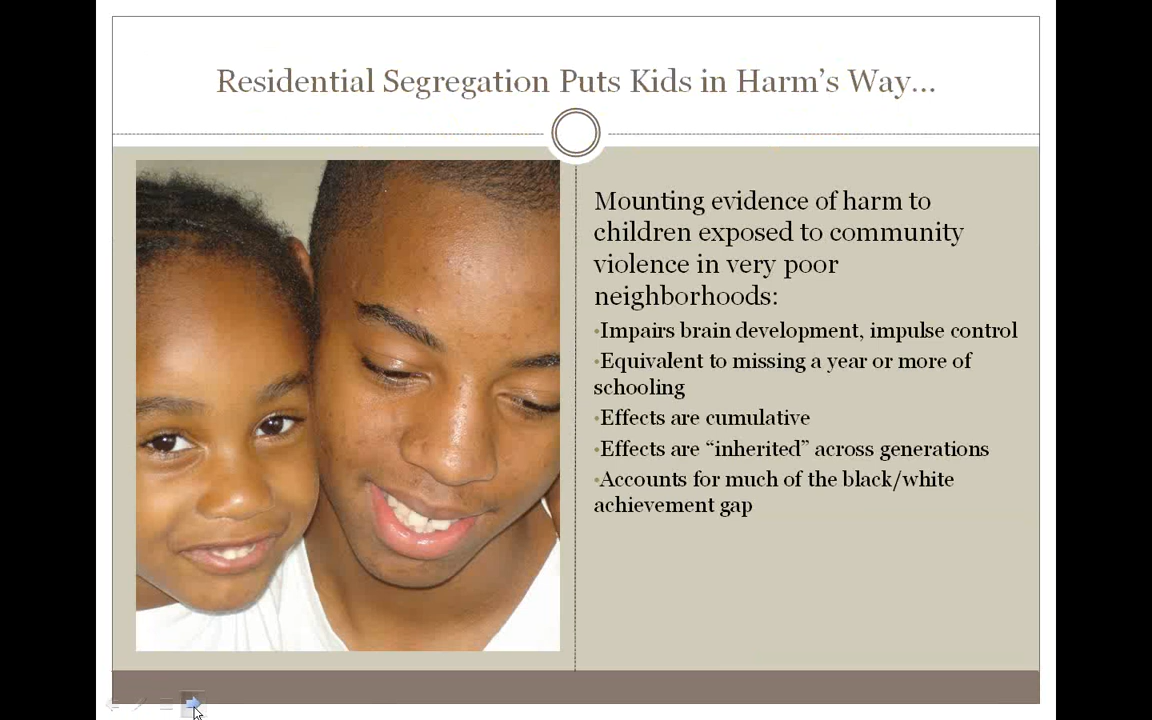 Residential Segregation Puts Kids in Harm’s Way…
Mounting evidence of harm to
children exposed to community
violence in very poor
neighborhoods:
•Impairs brain development, impulse control
•Equivalent to missing a year or more of
schooling
•Effects are cumulative
•Effects are “inherited” across generations
•Accounts for much of the black/white
achievement gap